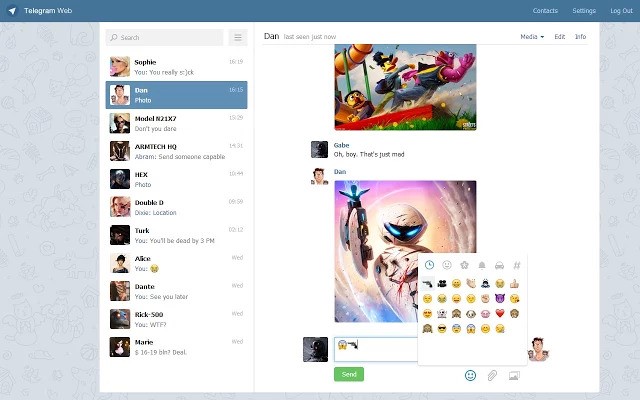 Telegram Web
Contacts
Settings
Log Out
Search
Sophie
16:19
You: You really s:]ck
Dan
16:15
Photo
Model N21X7
15:29
Don't you dare
ARMTECH HQ
14:31
Abram: Send someone capable
HEX
10:44
Photo
Double D
09:59
Dixie: Location
Turk
03:12
You: You'll be dead by 3 PM
Alice
Wed
You: 😂
Dante
Wed
You: See you later
Rick-500
Wed
You: WTF?
Marie
Wed
$ 16-19 bln? Deal.
Dan last seen just now
Media
Edit
Info
Gabe
Oh, boy. That's just mad
Dan
😱🔫
Send